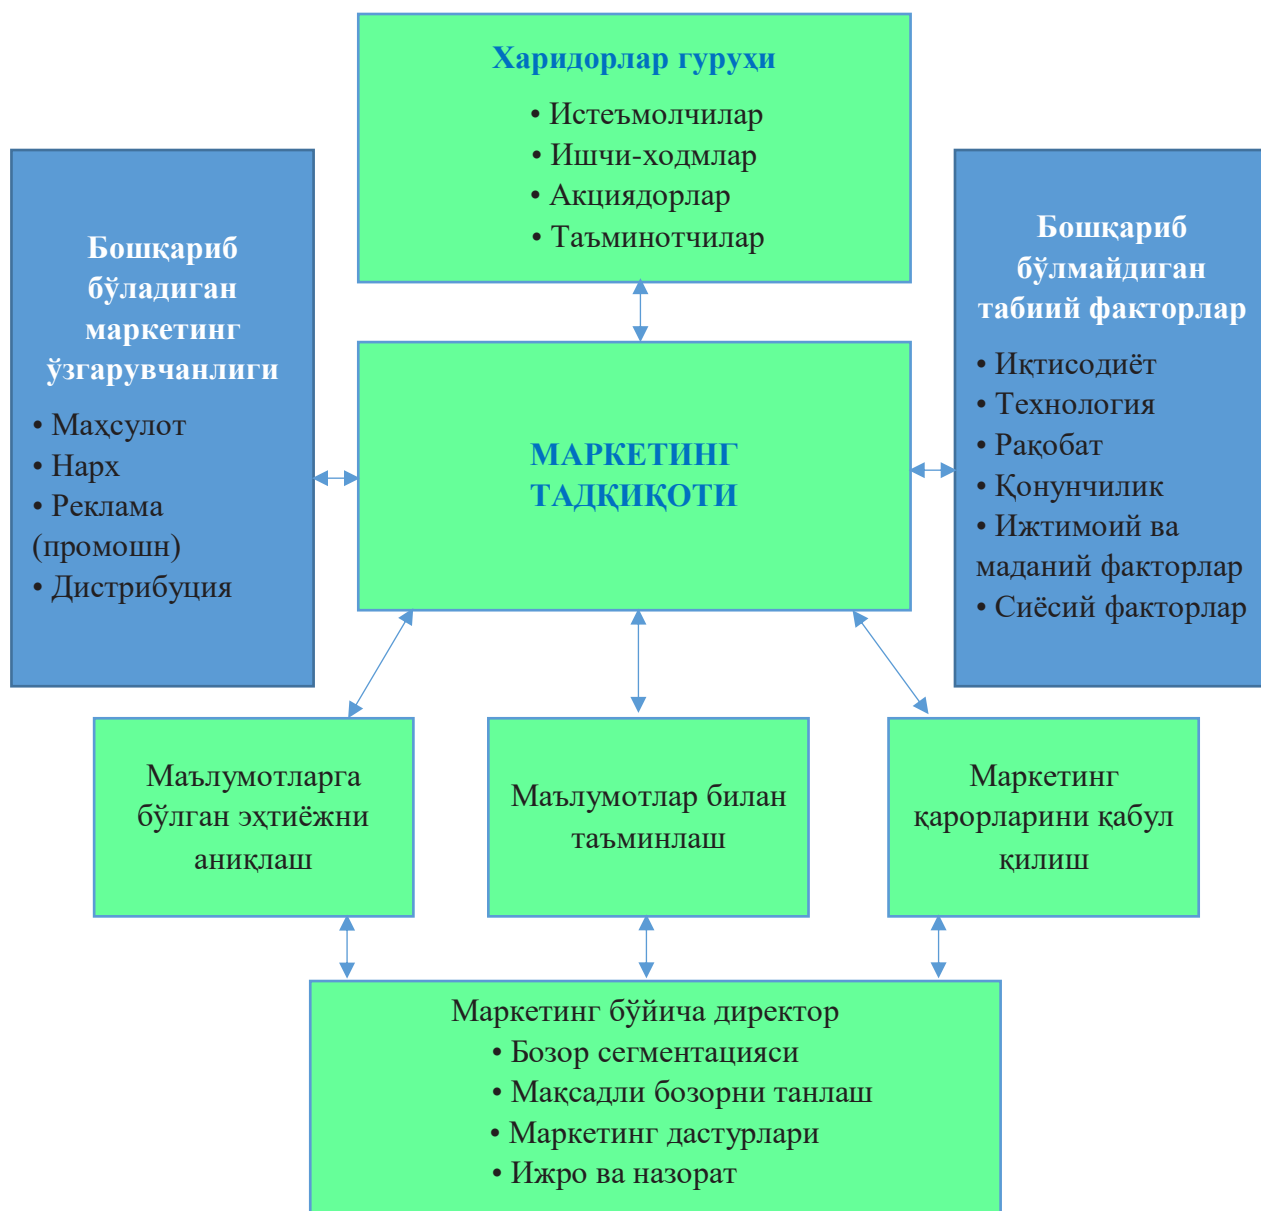 Харидорлар гуруҳи
• Истеъмолчилар
• Ишчи-ходмлар
• Акциядорлар
• Таъминотчилар
Бошқариб
бўладиган
маркетинг
ўзгарувчанлиги
• Маҳсулот
• Нарх
• Реклама
(промошн)
• Дистрибуция
МАРКЕТИНГ
ТАДҚИҚОТИ
Бошқариб
бўлмайдиган
табиий факторлар
• Иқтисодиёт
• Технология
• Рақобат
• Қонунчилик
• Ижтимоий ва
маданий факторлар
• Сиёсий факторлар
Маълумотларга
бўлган эҳтиёжни
аниқлаш
Маълумотлар билан
таъминлаш
Маркетинг
қарорларини қабул
қилиш
Маркетинг бўйича директор
• Бозор сегментацияси
• Мақсадли бозорни танлаш
• Маркетинг дастурлари
• Ижро ва назорат